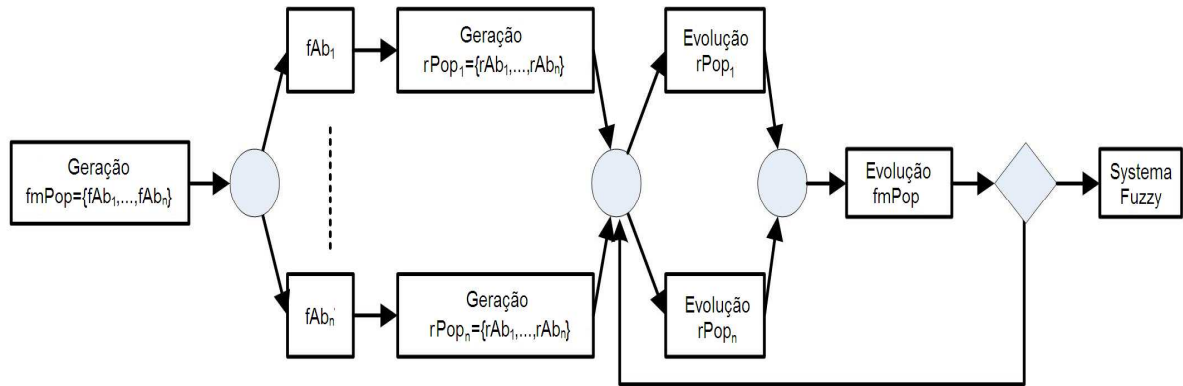 Geração
fmPop={fAb₁,...,fAbₙ}
fAb₁
Geração
rPop₁={rAb₁,...,rAbₙ}
fAbₙ
Geração
rPopₙ={rAb₁,...,rAbₙ}
Evolução
rPop₁
Evolução
rPopₙ
Evolução
fmPop
Systema
Fuzzy